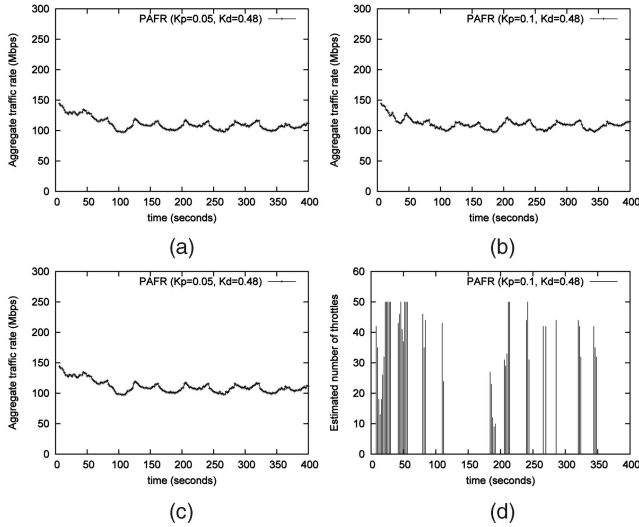 PAFR (Kp=0.05, Kd=0.48)
Aggregate traffic rate (Mbps)
300
250
200
150
100
50
0
0 50 100 150 200 250 300 350 400
time (seconds)
(a)
PAFR (Kp=0.1, Kd=0.48)
Aggregate traffic rate (Mbps)
300
250
200
150
100
50
0
0 50 100 150 200 250 300 350 400
time (seconds)
(b)
PAFR (Kp=0.05, Kd=0.48)
Aggregate traffic rate (Mbps)
300
250
200
150
100
50
0
0 50 100 150 200 250 300 350 400
time (seconds)
(c)
PAFR (Kp=0.1, Kd=0.48)
Estimated number of throttles
60
50
40
30
20
10
0
0 50 100 150 200 250 300 350 400
time (seconds)
(d)